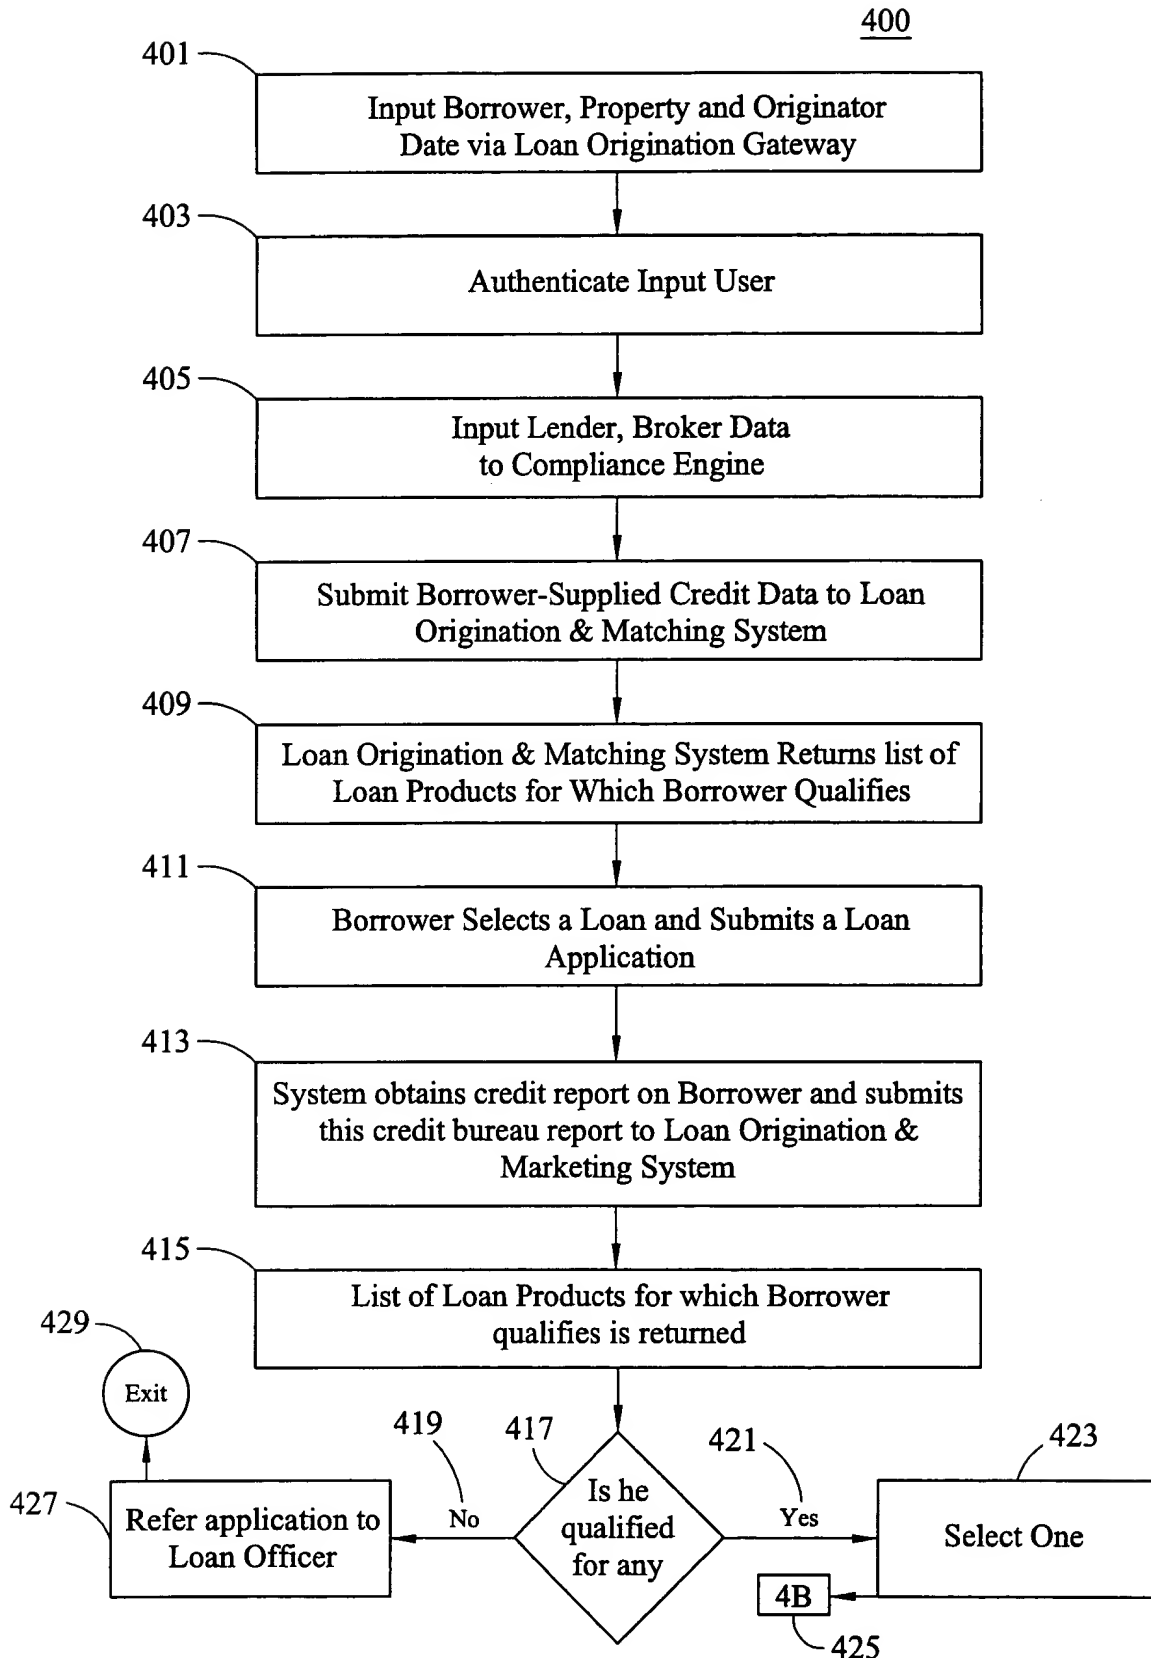 400
401
Input Borrower, Property and Originator
Date via Loan Origination Gateway
403
Authenticate Input User
405
Input Lender, Broker Data
to Compliance Engine
407
Submit Borrower-Supplied Credit Data to Loan
Origination & Matching System
409
Loan Origination & Matching System Returns list of
Loan Products for Which Borrower Qualifies
411
Borrower Selects a Loan and Submits a Loan
Application
413
System obtains credit report on Borrower and submits
this credit bureau report to Loan Origination &
Marketing System
415
List of Loan Products for which Borrower
qualifies is returned
429
Exit
419
417
421
423
427
Refer application to
Loan Officer
No
Is he
qualified
for any
Yes
Select One
4B
425